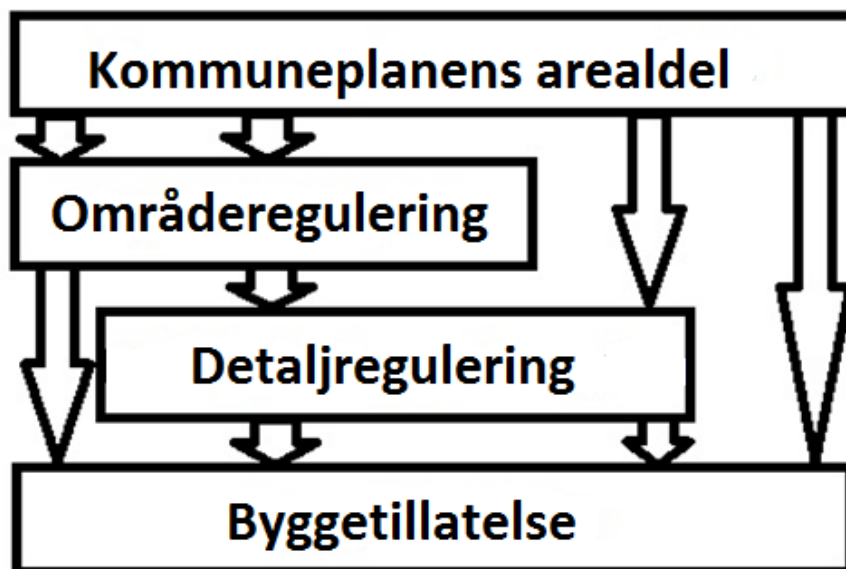 Kommuneplanens arealdel
Områderegulering
Detaljregulering
Byggetillatelse